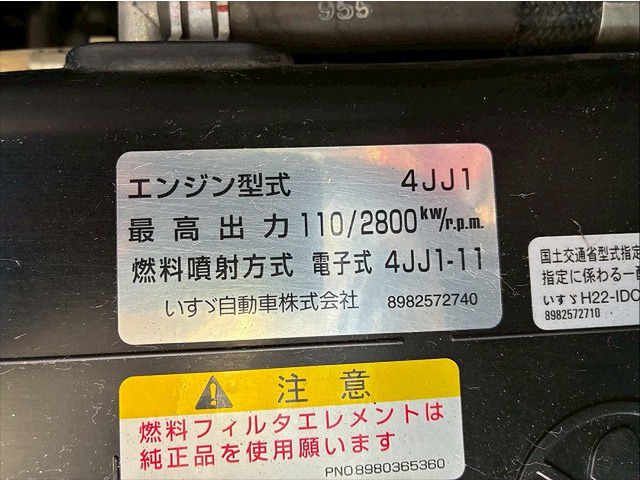 955
エンジン型式 4JJ1
最高出力 110/2800kW/r.p.m.
燃料噴射方式 電子式 4JJ1-11
いすゞ自動車株式会社 8982572740
国土交通省型式指定
指定に係わる一
いすゞH22-IDC
8982572710
注意
燃料フィルタエレメントは
純正品を使用願います
PNO8980365360